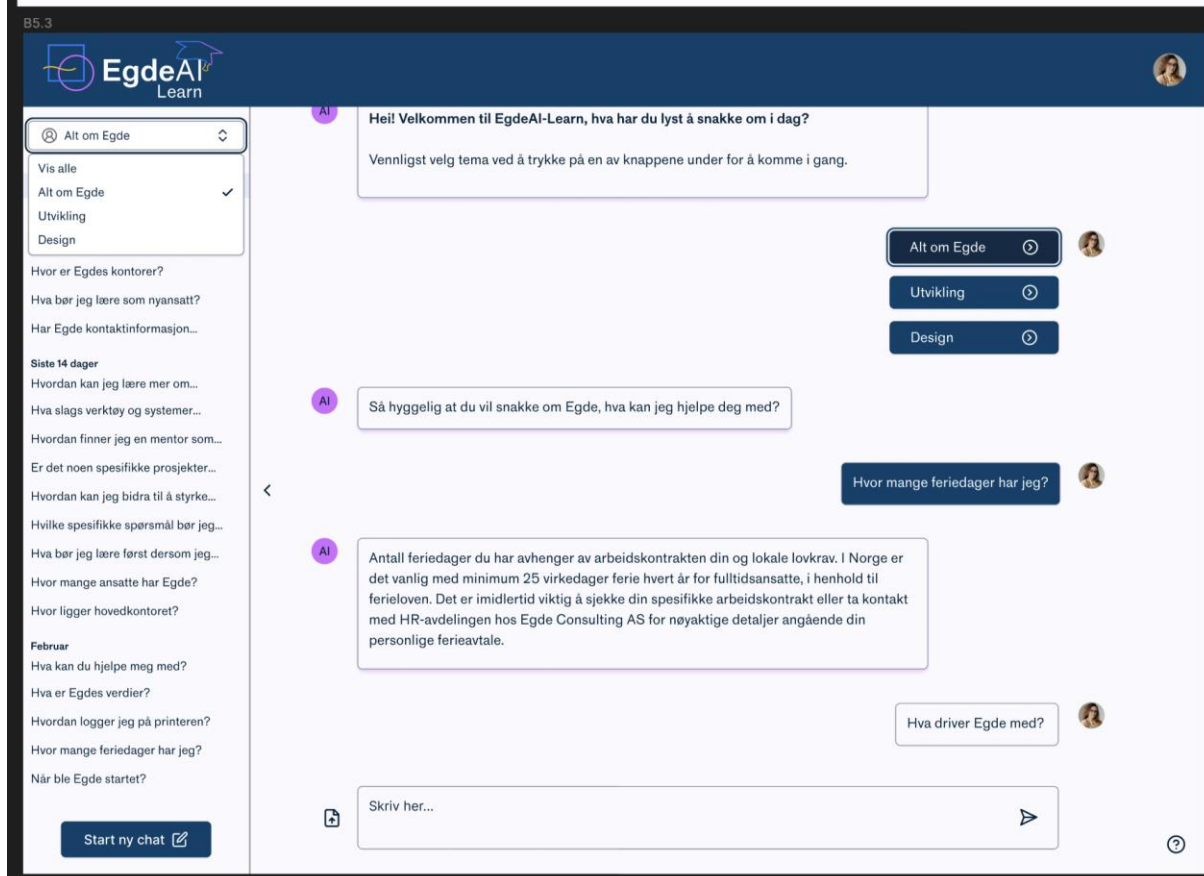 B5.3
EgdeAI
Learn
Alt om Egde
Vis alle
Alt om Egde
Utvikling
Design
Hvor er Egdes kontorer?
Hva bør jeg lære som nyansatt?
Har Egde kontaktinformasjon...
Siste 14 dager
Hvordan kan jeg lære mer om...
Hva slags verktøy og systemer...
Hvordan finner jeg en mentor som...
Er det noen spesifikke prosjekter...
Hvordan kan jeg bidra til å styrke...
Hvilke spesifikke spørsmål bør jeg...
Hva bør jeg lære først dersom jeg...
Hvor mange ansatte har Egde?
Hvor ligger hovedkontoret?
Februar
Hva kan du hjelpe meg med?
Hva er Egdes verdier?
Hvordan logger jeg på printeren?
Hvor mange feriedager har jeg?
Når ble Egde startet?
Start ny chat
AI
Hei! Velkommen til EgdeAI-Learn, hva har du lyst å snakke om i dag?
Vennligst velg tema ved å trykke på en av knappene under for å komme i gang.
Alt om Egde
Utvikling
Design
AI
Så hyggelig at du vil snakke om Egde, hva kan jeg hjelpe deg med?
Hvor mange feriedager har jeg?
AI
Antall feriedager du har avhenger av arbeidskontrakten din og lokale lovkrav. I Norge er
det vanlig med minimum 25 virkedager ferie hvert år for fulltidsansatte, i henhold til
ferieloven. Det er imidlertid viktig å sjekke din spesifikke arbeidskontrakt eller ta kontakt
med HR-avdelingen hos Egde Consulting AS for nøyaktige detaljer angående din
personlige ferieavtale.
Hva driver Egde med?
Skriv her...